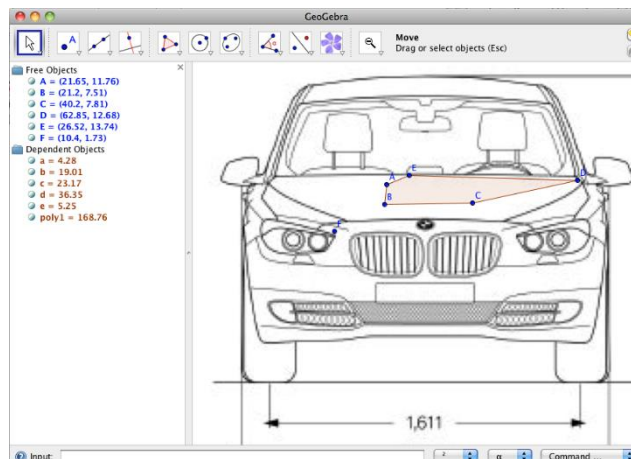 GeoGebra
Move
Drag or select objects (Esc)
Free Objects
A = (21.65, 11.76)
B = (21.2, 7.51)
C = (40.2, 7.81)
D = (62.85, 12.68)
E = (26.52, 13.74)
F = (10.4, 1.73)
Dependent Objects
a = 4.28
b = 19.01
c = 23.17
d = 36.35
e = 5.25
poly1 = 168.76
E
D
A
B
C
F
1,611
Input:
²
α
Command ...